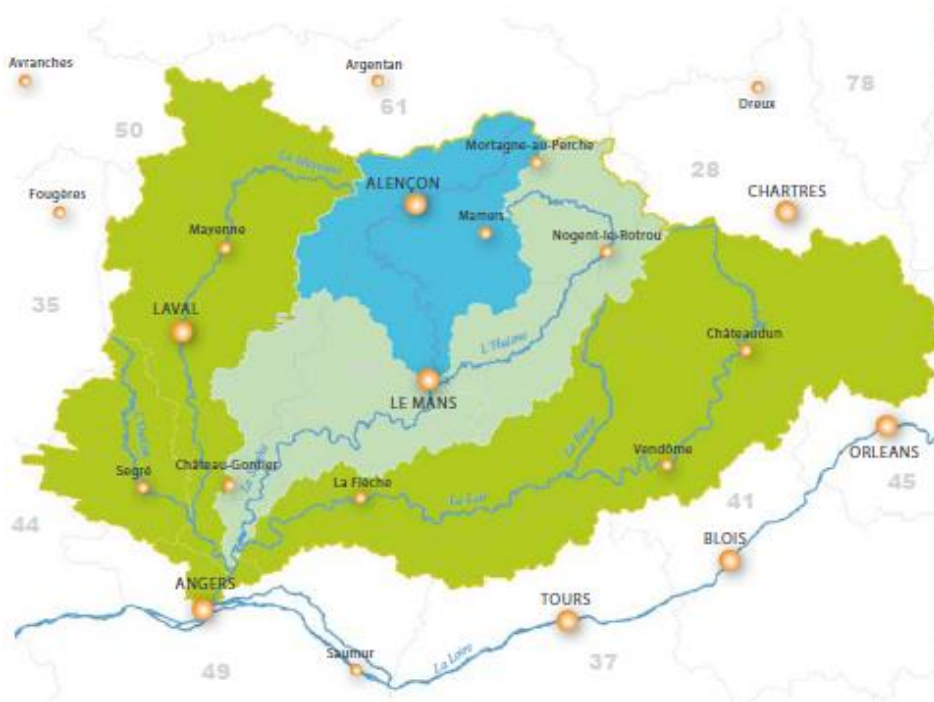 Avranches
Argentan
78
61
Dreux
50
Mortagne-au-Perche
La Mayenne
28
ALENÇON
CHARTRES
Fougères
Mamers
Mayenne
Nogent-le-Rotrou
35
LAVAL
Châteaudun
L'Huisne
LE MANS
ORLEANS
Vendôme
Segré
Château-Gontier
La Flèche
Le Loir
45
41
44
BLOIS
ANGERS
TOURS
Saumur
La Loire
37
49